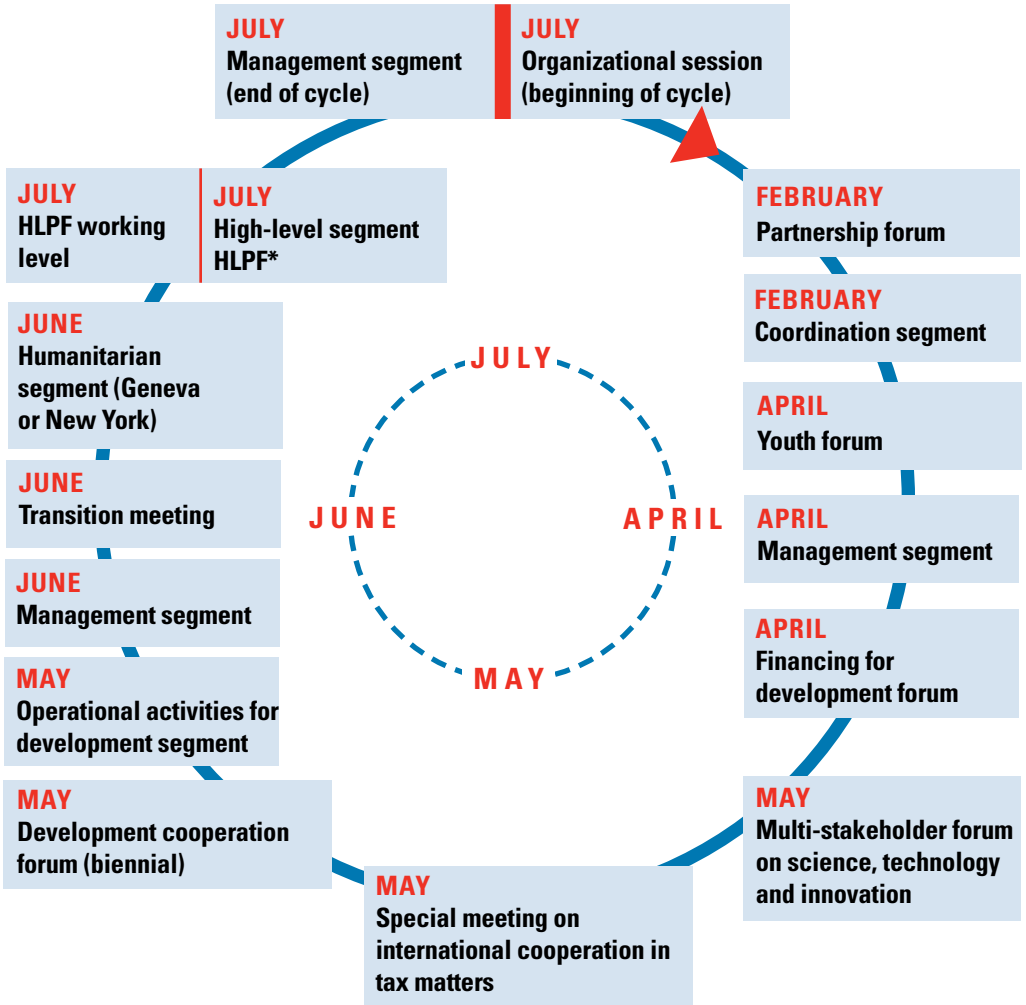 JULY
Management segment
(end of cycle)
JULY
Organizational session
(beginning of cycle)
FEBRUARY
Partnership forum
FEBRUARY
Coordination segment
APRIL
Youth forum
APRIL
Management segment
APRIL
Financing for
development forum
MAY
Multi-stakeholder forum
on science, technology
and innovation
MAY
Special meeting on
international cooperation in
tax matters
MAY
Development cooperation
forum (biennial)
MAY
Operational activities for
development segment
JUNE
Management segment
JUNE
Transition meeting
JUNE
Humanitarian
segment (Geneva
or New York)
JULY
HLPF working
level
JULY
High-level segment
HLPF*
JULY
APRIL
MAY
JUNE